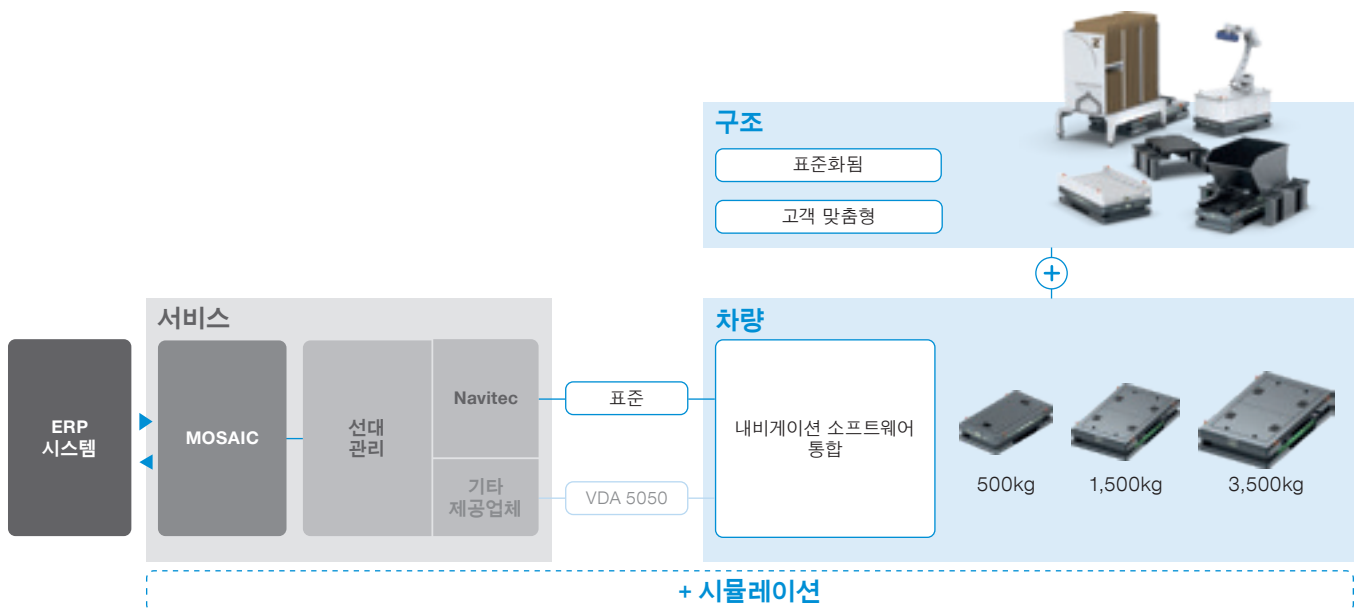 구조
표준화됨
고객 맞춤형
서비스
차량
ERP
시스템
MOSAIC
선대
관리
Navitec
기타
제공업체
표준
VDA 5050
내비게이션 소프트웨어
통합
500kg
1,500kg
3,500kg
+ 시뮬레이션